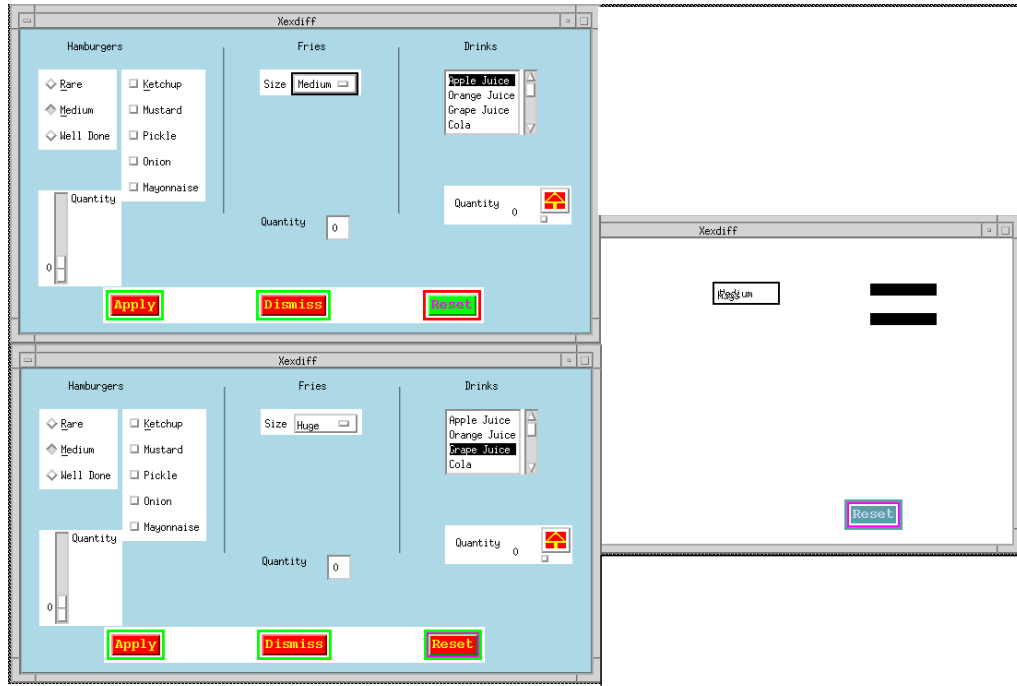 Xexdiff
Hamburgers Fries Drinks
Rare Ketchup Size Medium Apple Juice
Orange Juice
Medium Mustard Grape Juice
Well Done Pickle Cola
Onion
Mayonnaise
Quantity Quantity 0
Quantity 0
0
Apply Dismiss Reset
Xexdiff
Reset
Xexdiff
Hamburgers Fries Drinks
Rare Ketchup Size Huge Apple Juice
Orange Juice
Medium Mustard Grape Juice
Well Done Pickle Cola
Onion
Mayonnaise
Quantity Quantity 0
Quantity 0
0
Apply Dismiss Reset